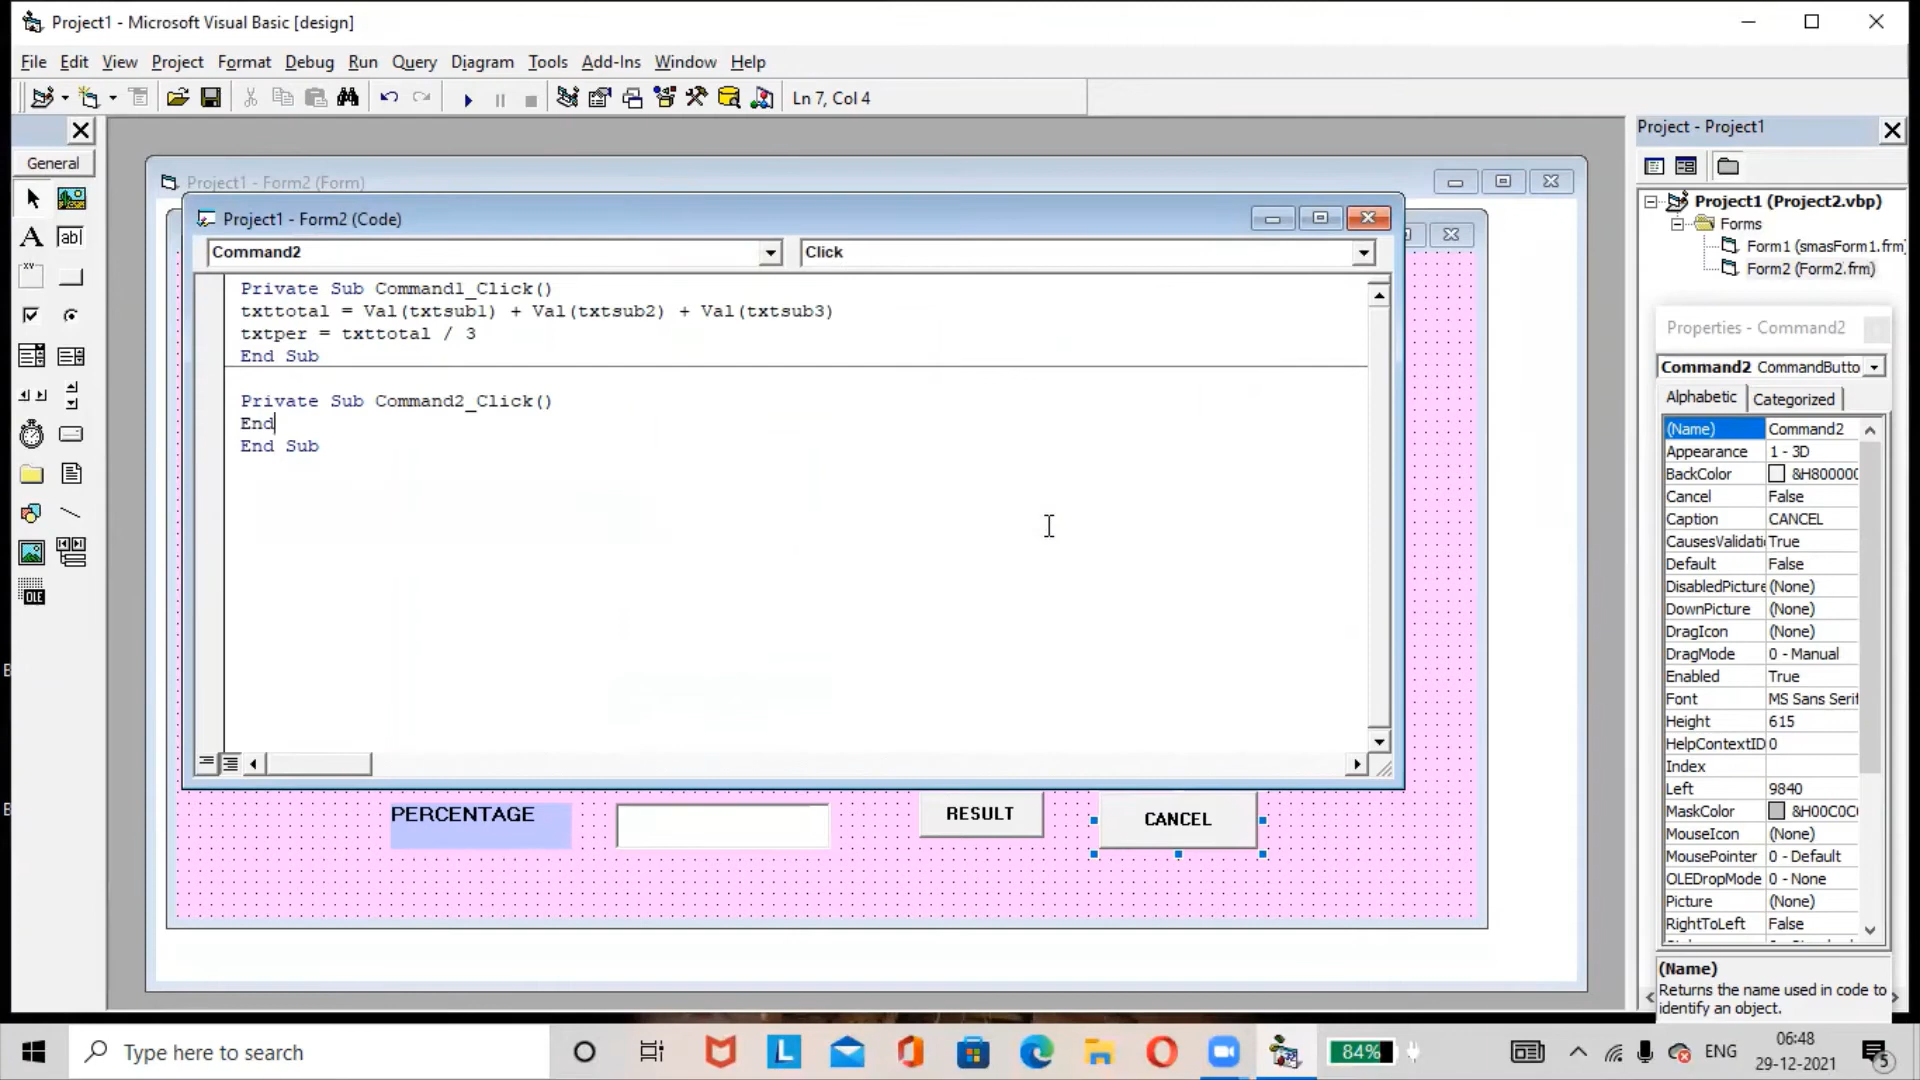 Project1 - Microsoft Visual Basic [design]
File Edit View Project Format Debug Run Query Diagram Tools Add-Ins Window Help
Ln 7, Col 4
General
Project - Project1
Project1 (Project2.vbp)
Forms
Form1 (smasForm1.frm)
Form2 (Form2.frm)
Project1 - Form2 (Form)
Project1 - Form2 (Code)
Command2
Click
Private Sub Command1_Click()
txttotal = Val(txtsub1) + Val(txtsub2) + Val(txtsub3)
txtper = txttotal / 3
End Sub
Private Sub Command2_Click()
End
End Sub
PERCENTAGE
RESULT
CANCEL
Properties - Command2
Command2 CommandButto
Alphabetic Categorized
(Name) Command2
Appearance 1 - 3D
BackColor &H800000
Cancel False
Caption CANCEL
CausesValidati True
Default False
DisabledPicture (None)
DownPicture (None)
DragIcon (None)
DragMode 0 - Manual
Enabled True
Font MS Sans Serif
Height 615
HelpContextID 0
Index
Left 9840
MaskColor &H00C0C
MouseIcon (None)
MousePointer 0 - Default
OLEDropMode 0 - None
Picture (None)
RightToLeft False
(Name)
Returns the name used in code to
identify an object.
Type here to search
84%
ENG
06:48
29-12-2021
5